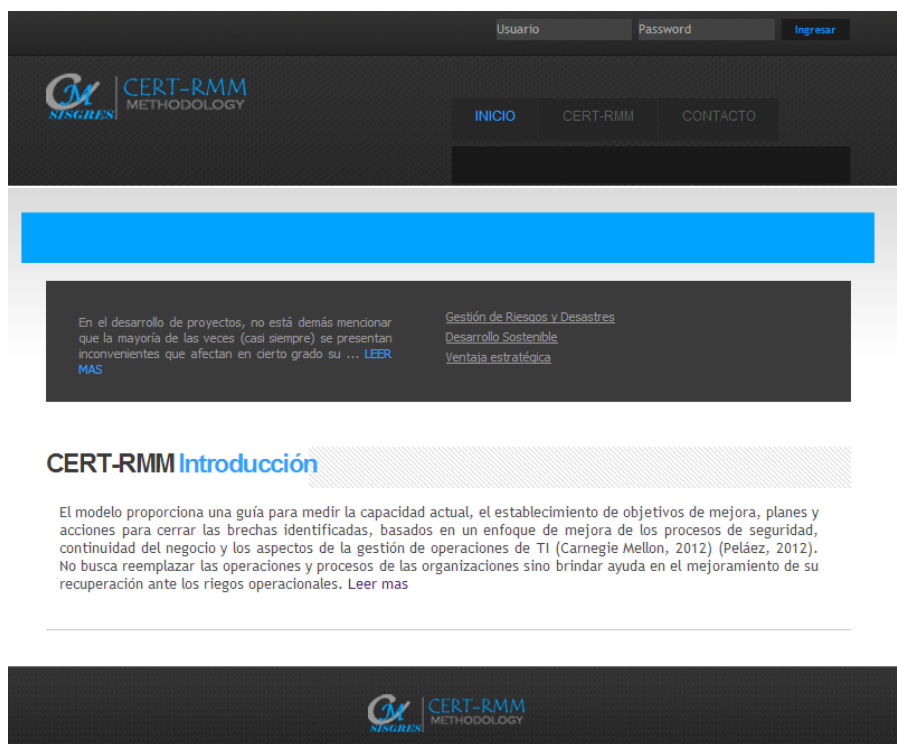 Usuario Password Ingresar
CM SISGRES CERT-RMM METHODOLOGY
INICIO CERT-RMM CONTACTO
En el desarrollo de proyectos, no está demás mencionar
que la mayoría de las veces (casi siempre) se presentan
inconvenientes que afectan en cierto grado su ... LEER
MAS
Gestión de Riesgos y Desastres
Desarrollo Sostenible
Ventaja estratégica
CERT-RMM Introducción
El modelo proporciona una guía para medir la capacidad actual, el establecimiento de objetivos de mejora, planes y
acciones para cerrar las brechas identificadas, basados en un enfoque de mejora de los procesos de seguridad,
continuidad del negocio y los aspectos de la gestión de operaciones de TI (Carnegie Mellon, 2012) (Peláez, 2012).
No busca reemplazar las operaciones y procesos de las organizaciones sino brindar ayuda en el mejoramiento de su
recuperación ante los riegos operacionales. Leer mas
CM SISGRES CERT-RMM METHODOLOGY